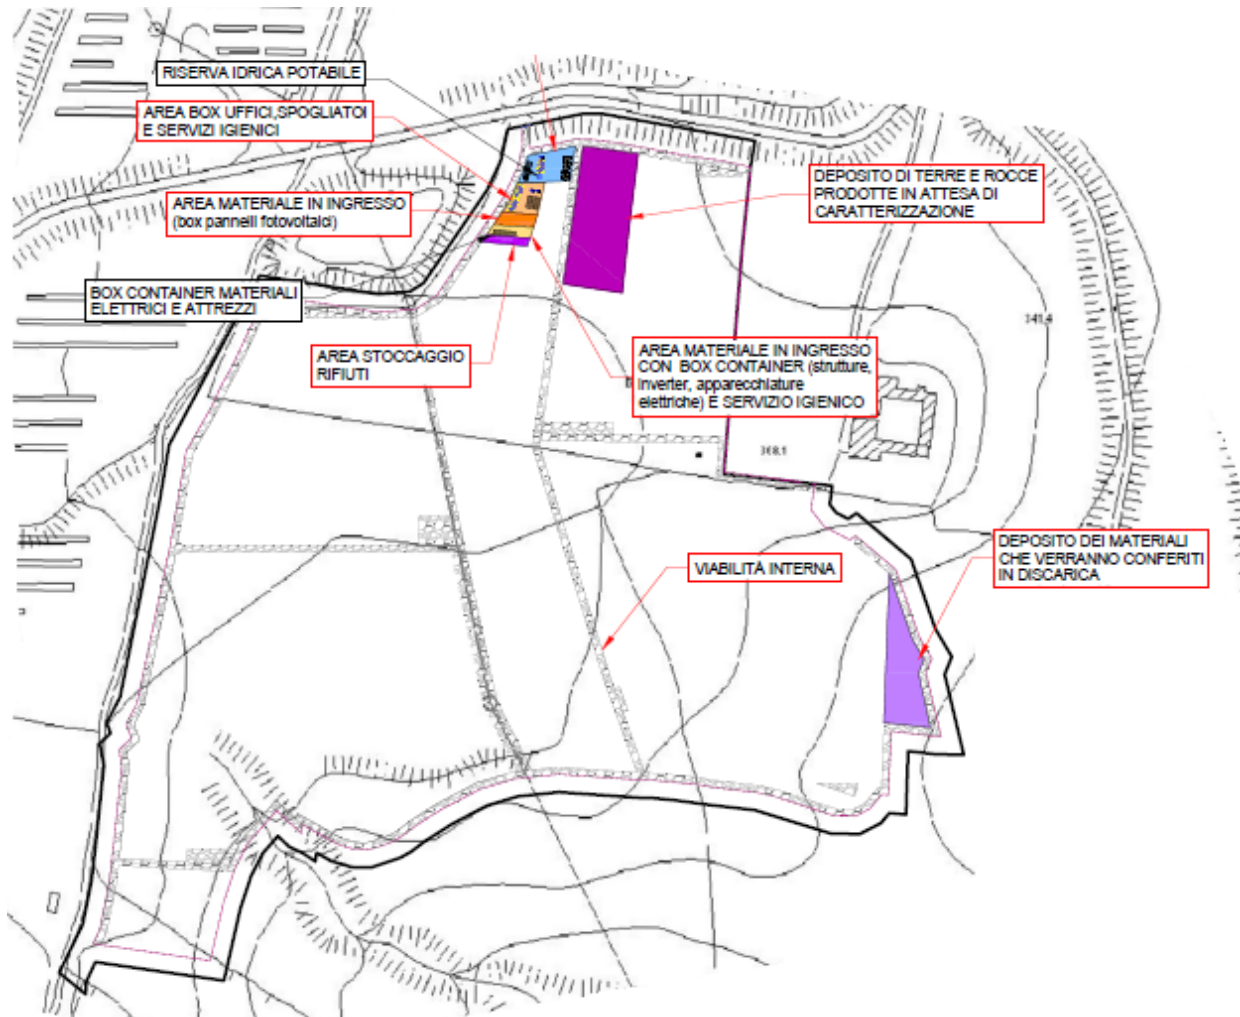 RISERVA IDRICA POTABILE
AREA BOX UFFICI,SPOGLIATOI
E SERVIZI IGIENICI
AREA MATERIALE IN INGRESSO
(box pannelli fotovoltaici)
BOX CONTAINER MATERIALI
ELETTRICI E ATTREZZI
AREA STOCCAGGIO
RIFIUTI
DEPOSITO DI TERRE E ROCCE
PRODOTTE IN ATTESA DI
CARATTERIZZAZIONE
341,4
AREA MATERIALE IN INGRESSO
CON BOX CONTAINER (strutture,
inverter, apparecchiature
elettriche) E SERVIZIO IGIENICO
368,1
VIABILITÀ INTERNA
DEPOSITO DEI MATERIALI
CHE VERRANNO CONFERITI
IN DISCARICA